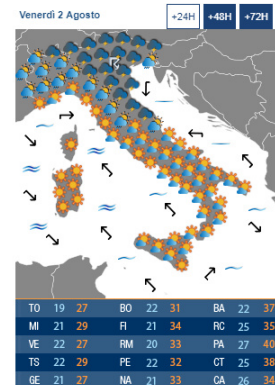 Venerdì 2 Agosto +24H +48H +72H
TO 19 27 BO 22 31 BA 22 37
MI 21 29 FI 21 34 RC 25 35
VE 22 27 RM 20 33 PA 27 40
TS 22 29 PE 22 32 CT 25 38
GE 21 27 NA 21 33 CA 26 34